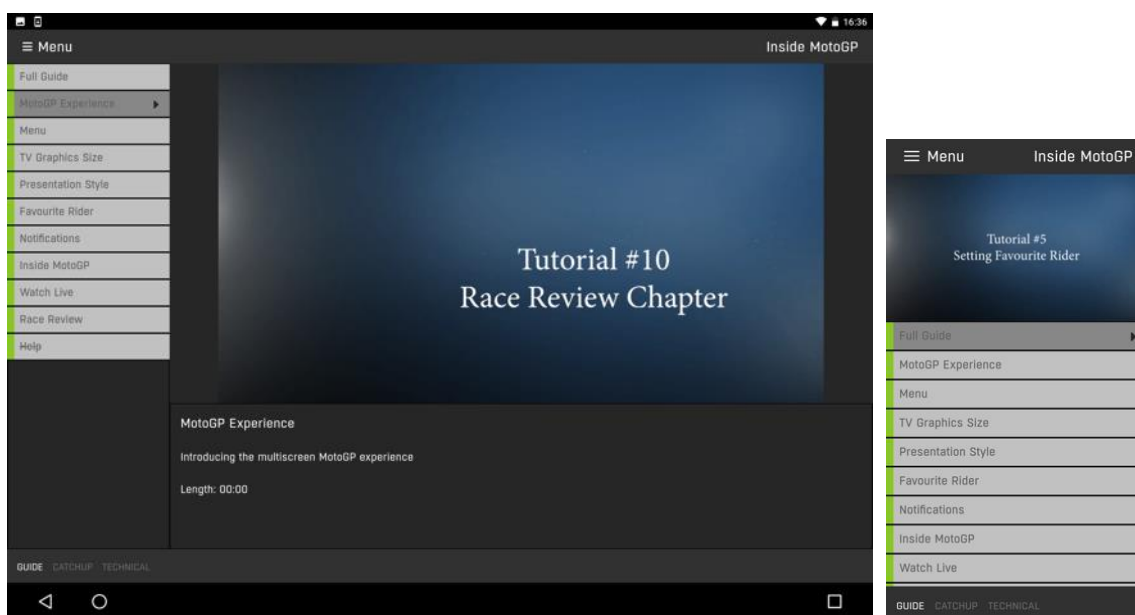 16:36
Menu
Inside MotoGP
Full Guide
MotoGP Experience
Menu
TV Graphics Size
Presentation Style
Favourite Rider
Notifications
Inside MotoGP
Watch Live
Race Review
Help
Tutorial #10
Race Review Chapter
MotoGP Experience
Introducing the multiscreen MotoGP experience
Length: 00:00
GUIDE CATCHUP TECHNICAL
Menu
Inside MotoGP
Tutorial #5
Setting Favourite Rider
Full Guide
MotoGP Experience
Menu
TV Graphics Size
Presentation Style
Favourite Rider
Notifications
Inside MotoGP
Watch Live
GUIDE CATCHUP TECHNICAL